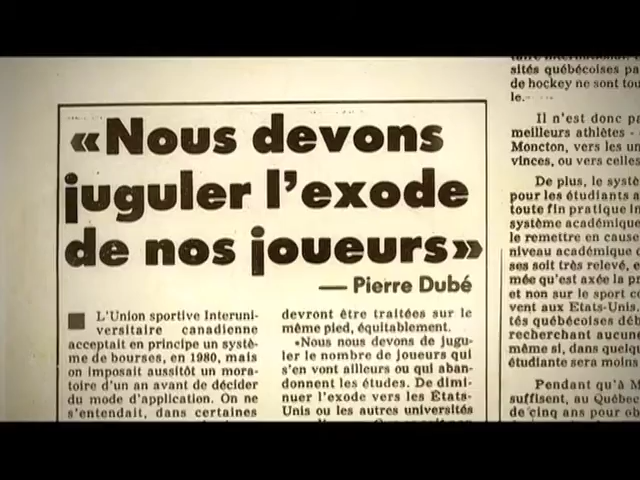 «Nous devons
juguler l'exode
de nos joueurs»
— Pierre Dubé
L'Union sportive Interuni-
versitaire canadienne
acceptait en principe un systè-
me de bourses, en 1980, mais
on imposait aussitôt un mora-
toire d'un an avant de décider
du mode d'application. On ne
s'entendait, dans certaines
devront être traitées sur le
même pied, équitablement.
«Nous nous devons de jugu-
ler le nombre de joueurs qui
s'en vont ailleurs ou qui aban-
donnent les études. De dimi-
nuer l'exode vers les États-
Unis ou les autres universités
sités québécoises pa
de hockey ne sont tou
le.
Il n'est donc pa
meilleurs athlètes -
Moncton, vers les un
vinces, ou vers celles
De plus, le systè
pour les étudiants a
toute fin pratique in
système académique
le remettre en cause
niveau académique d
ses soit très relevé, e
mée qu'est axée la pr
et non sur le sport co
vent aux Etats-Unis.
tés québécoises déb
recherchant aucune
même si, dans quelqu
étudiante sera moins
Pendant qu'à M
suffisent, au Québec
de cinq ans pour ob